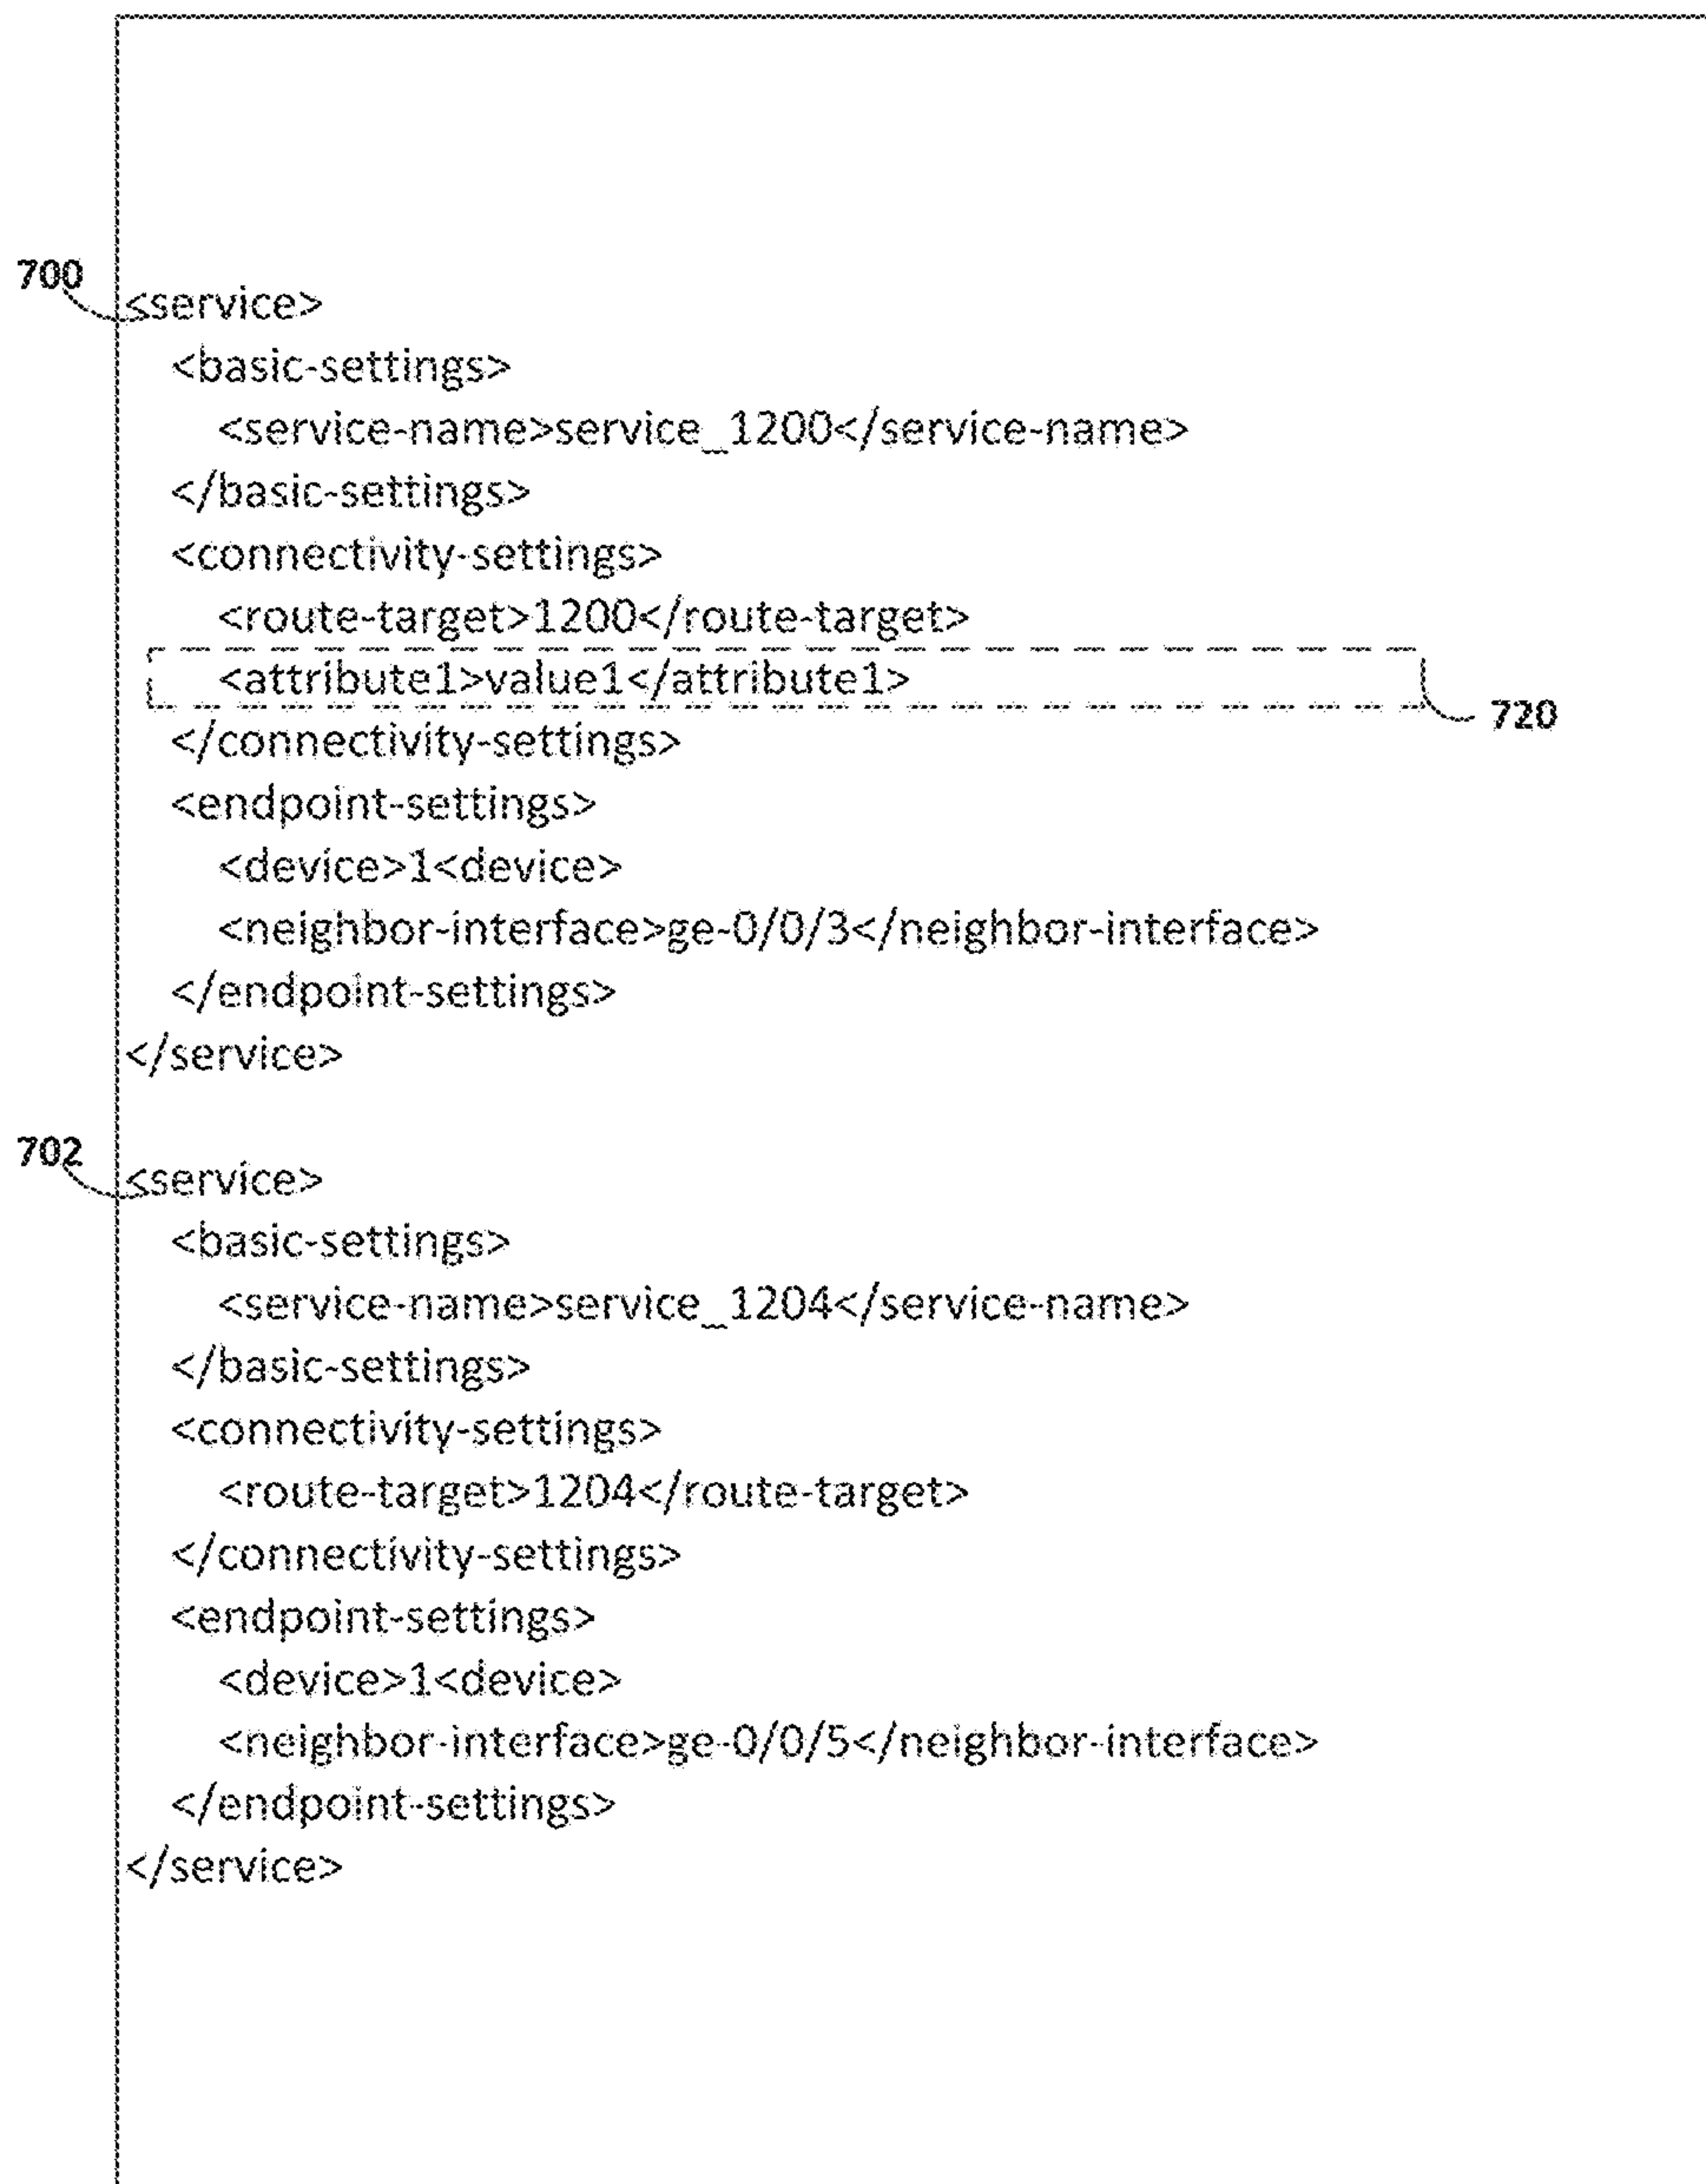 700
<service>
<basic-settings>
<service-name>service_1200</service-name>
</basic-settings>
<connectivity-settings>
<route-target>1200</route-target>
<attribute1>value1</attribute1>
720
</connectivity-settings>
<endpoint-settings>
<device>1<device>
<neighbor-interface>ge-0/0/3</neighbor-interface>
</endpoint-settings>
</service>
702
<service>
<basic-settings>
<service-name>service_1204</service-name>
</basic-settings>
<connectivity-settings>
<route-target>1204</route-target>
</connectivity-settings>
<endpoint-settings>
<device>1<device>
<neighbor-interface>ge-0/0/5</neighbor-interface>
</endpoint-settings>
</service>